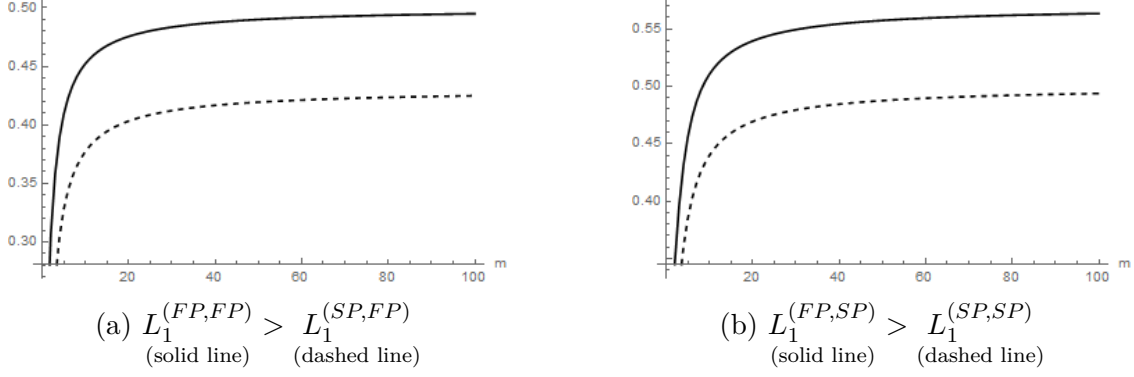 0.50
0.45
0.40
0.35
0.30
20 40 60 80 100 m
0.55
0.50
0.45
0.40
20 40 60 80 100 m
(a) L_1^{(FP,FP)} > L_1^{(SP,FP)}
(solid line) (dashed line)
(b) L_1^{(FP,SP)} > L_1^{(SP,SP)}
(solid line) (dashed line)